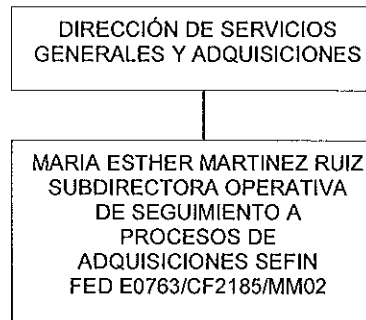 DIRECCIÓN DE SERVICIOS
GENERALES Y ADQUISICIONES
MARIA ESTHER MARTINEZ RUIZ
SUBDIRECTORA OPERATIVA
DE SEGUIMIENTO A
PROCESOS DE
ADQUISICIONES SEFIN
FED E0763/CF2185/MM02